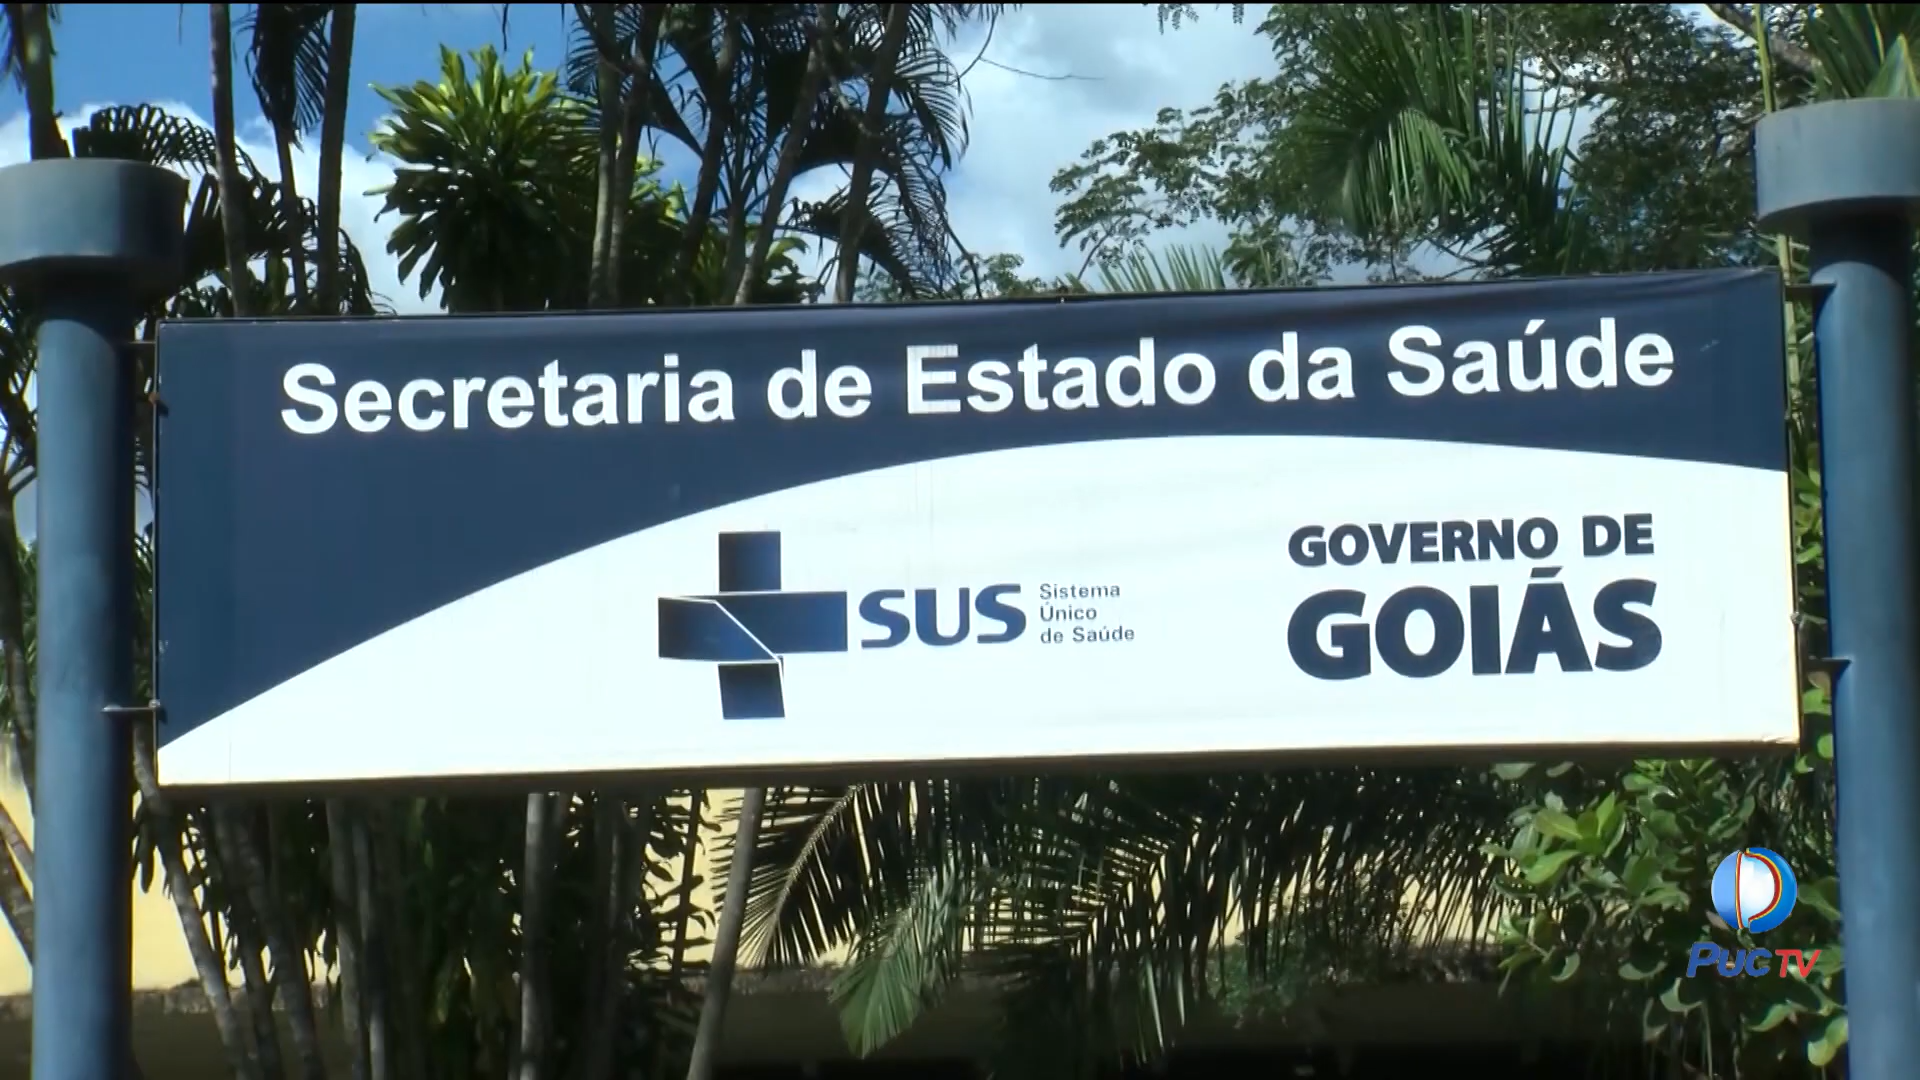 Secretaria de Estado da Saúde
SUS
Sistema
Único
de Saúde
GOVERNO DE
GOIÁS
PUC TV